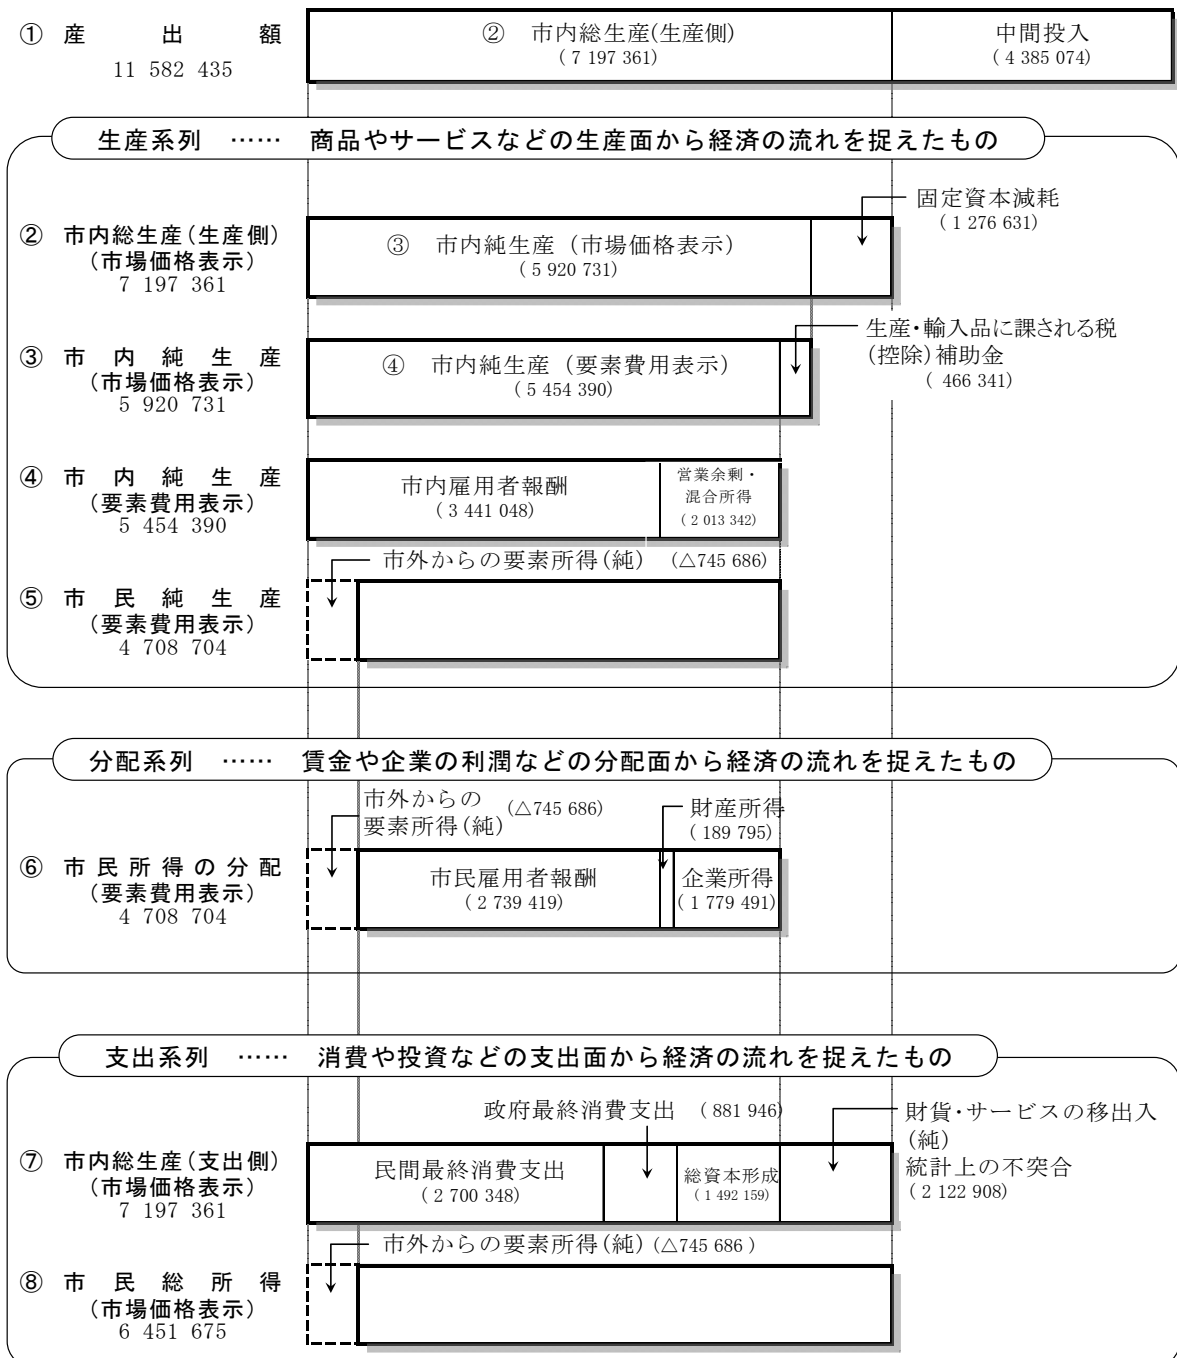 ① 産出額
11 582 435
② 市内総生産(生産側)
( 7 197 361)
中間投入
( 4 385 074)
生産系列 …… 商品やサービスなどの生産面から経済の流れを捉えたもの
② 市内総生産(生産側)
(市場価格表示)
7 197 361
③ 市内純生産 (市場価格表示)
( 5 920 731)
固定資本減耗
( 1 276 631)
③ 市内純生産
(市場価格表示)
5 920 731
④ 市内純生産 (要素費用表示)
( 5 454 390)
生産・輸入品に課される税
(控除)補助金
( 466 341)
④ 市内純生産
(要素費用表示)
5 454 390
市内雇用者報酬
( 3 441 048)
営業余剰・
混合所得
( 2 013 342)
市外からの要素所得(純) (△745 686)
⑤ 市民純生産
(要素費用表示)
4 708 704
分配系列 …… 賃金や企業の利潤などの分配面から経済の流れを捉えたもの
市外からの
要素所得(純)
(△745 686)
財産所得
( 189 795)
⑥ 市民所得の分配
(要素費用表示)
4 708 704
市民雇用者報酬
( 2 739 419)
企業所得
( 1 779 491)
支出系列 …… 消費や投資などの支出面から経済の流れを捉えたもの
政府最終消費支出 ( 881 946)
財貨・サービスの移出入
(純)
統計上の不突合
( 2 122 908)
⑦ 市内総生産(支出側)
(市場価格表示)
7 197 361
民間最終消費支出
( 2 700 348)
総資本形成
( 1 492 159)
市外からの要素所得(純) (△745 686 )
⑧ 市民総所得
(市場価格表示)
6 451 675